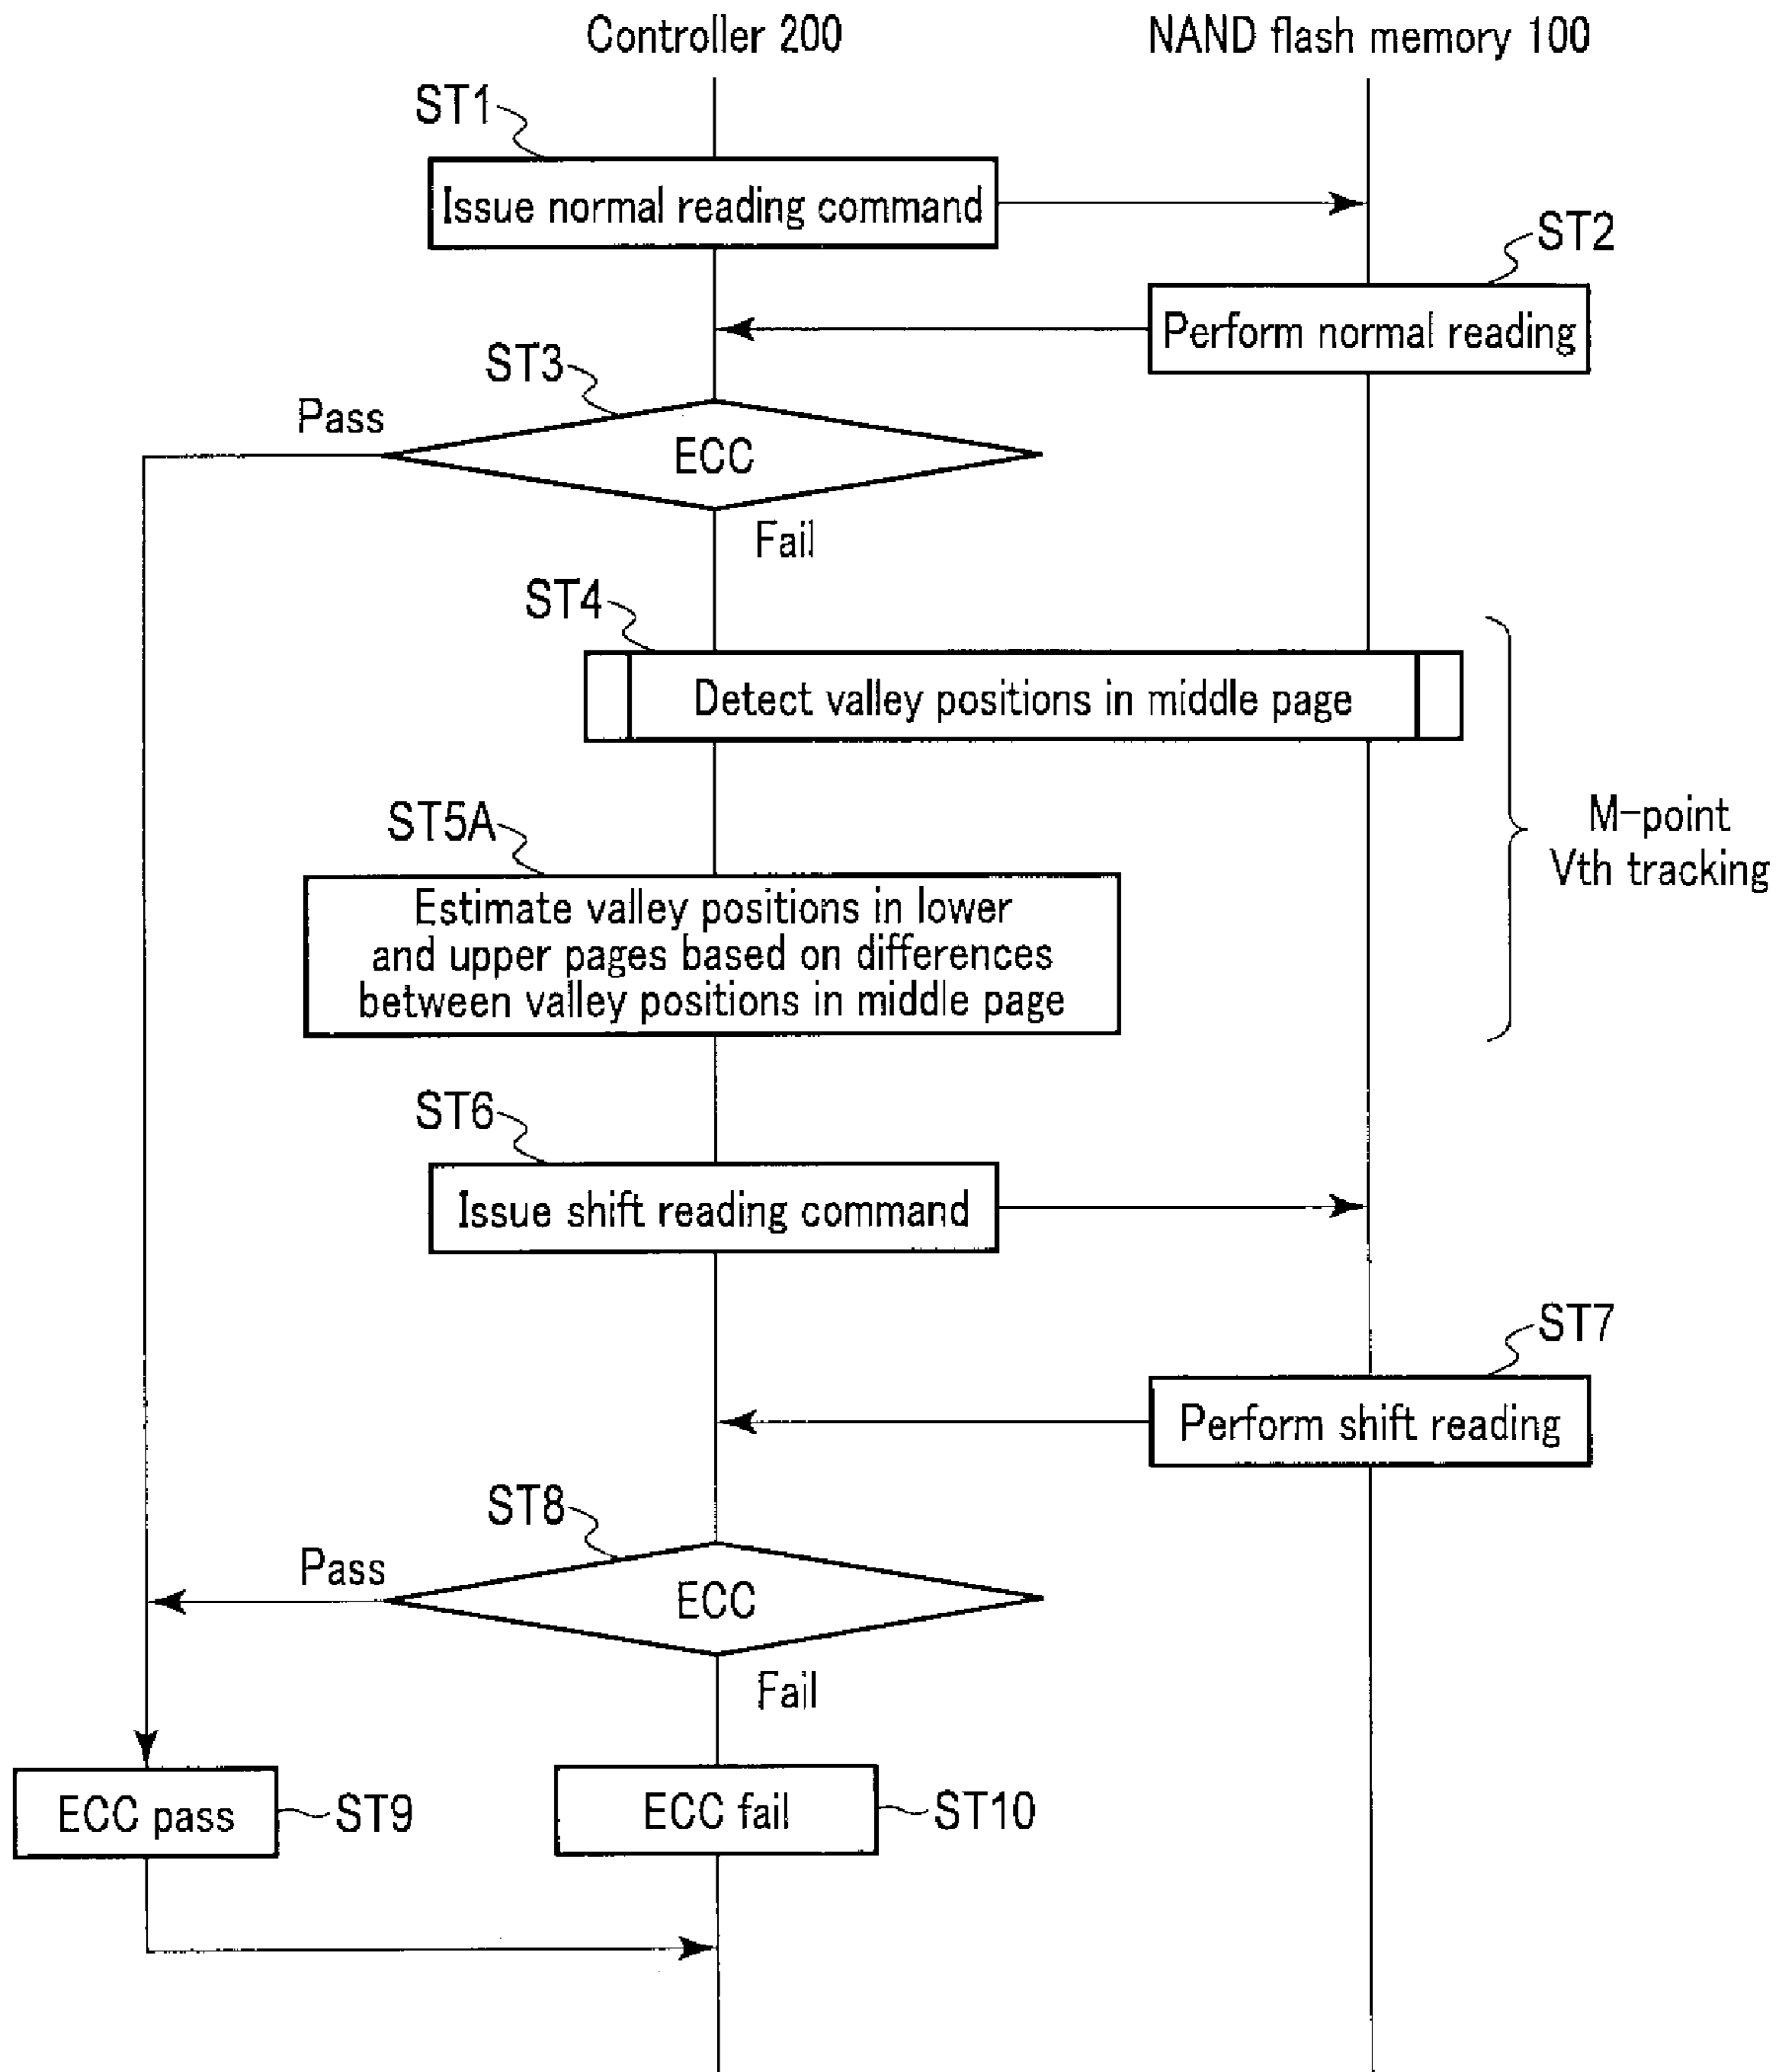 Controller 200
NAND flash memory 100
ST1
Issue normal reading command
ST2
Perform normal reading
ST3
Pass
ECC
Fail
ST4
Detect valley positions in middle page
M-point
Vth tracking
ST5A
Estimate valley positions in lower
and upper pages based on differences
between valley positions in middle page
ST6
Issue shift reading command
ST7
Perform shift reading
ST8
Pass
ECC
Fail
ECC pass
ST9
ECC fail
ST10